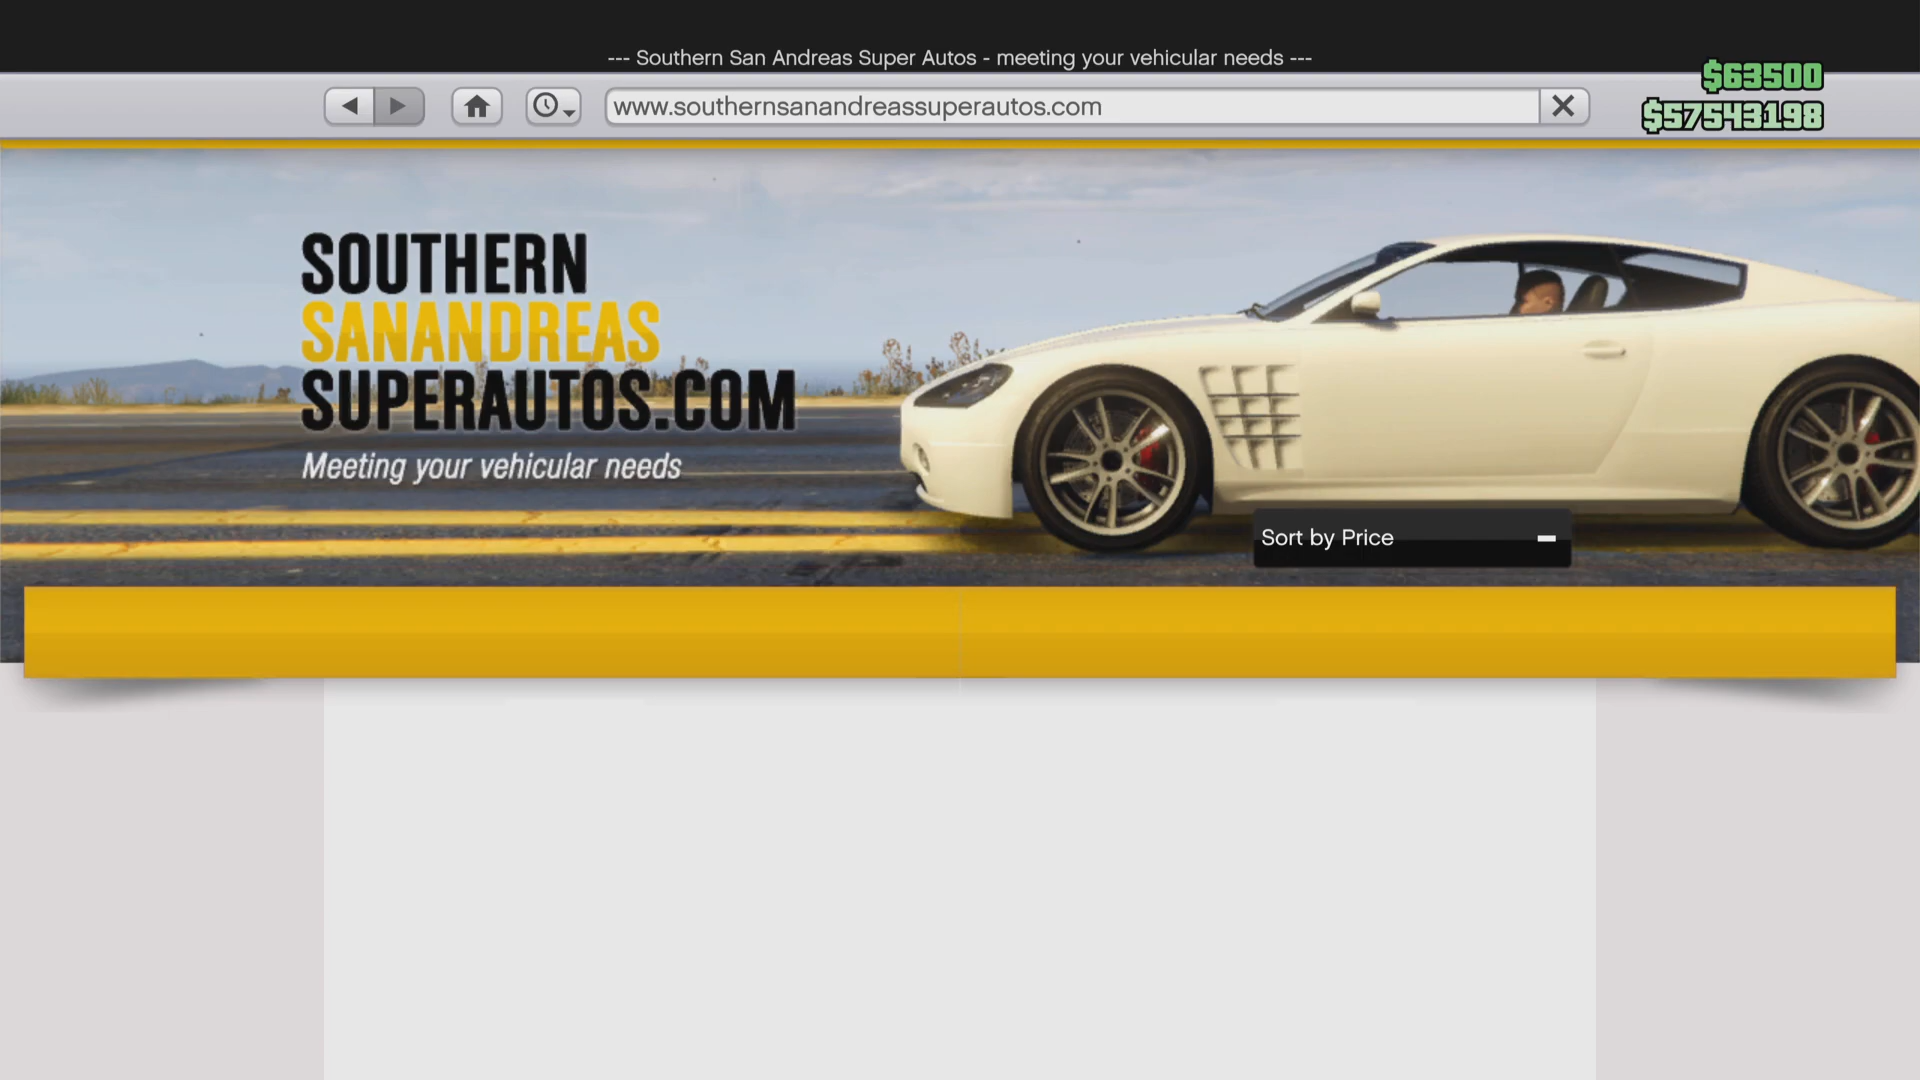 --- Southern San Andreas Super Autos - meeting your vehicular needs ---
www.southernsanandreassuperautos.com
$63500
$57543198
SOUTHERN
SANANDREAS
SUPERAUTOS.COM
Meeting your vehicular needs
Sort by Price